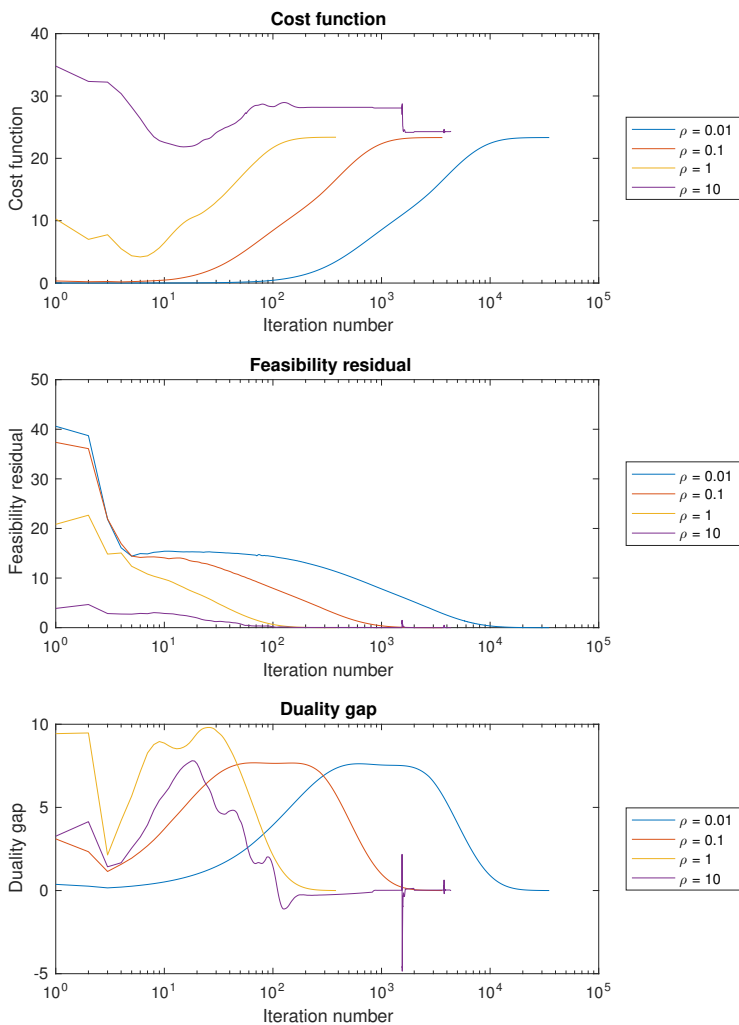 Cost function
40
30
20
10
0
10^0 10^1 10^2 10^3 10^4 10^5
Cost function
Iteration number
ρ = 0.01
ρ = 0.1
ρ = 1
ρ = 10
Feasibility residual
50
40
30
20
10
0
10^0 10^1 10^2 10^3 10^4 10^5
Feasibility residual
Iteration number
ρ = 0.01
ρ = 0.1
ρ = 1
ρ = 10
Duality gap
10
5
0
-5
10^0 10^1 10^2 10^3 10^4 10^5
Duality gap
Iteration number
ρ = 0.01
ρ = 0.1
ρ = 1
ρ = 10